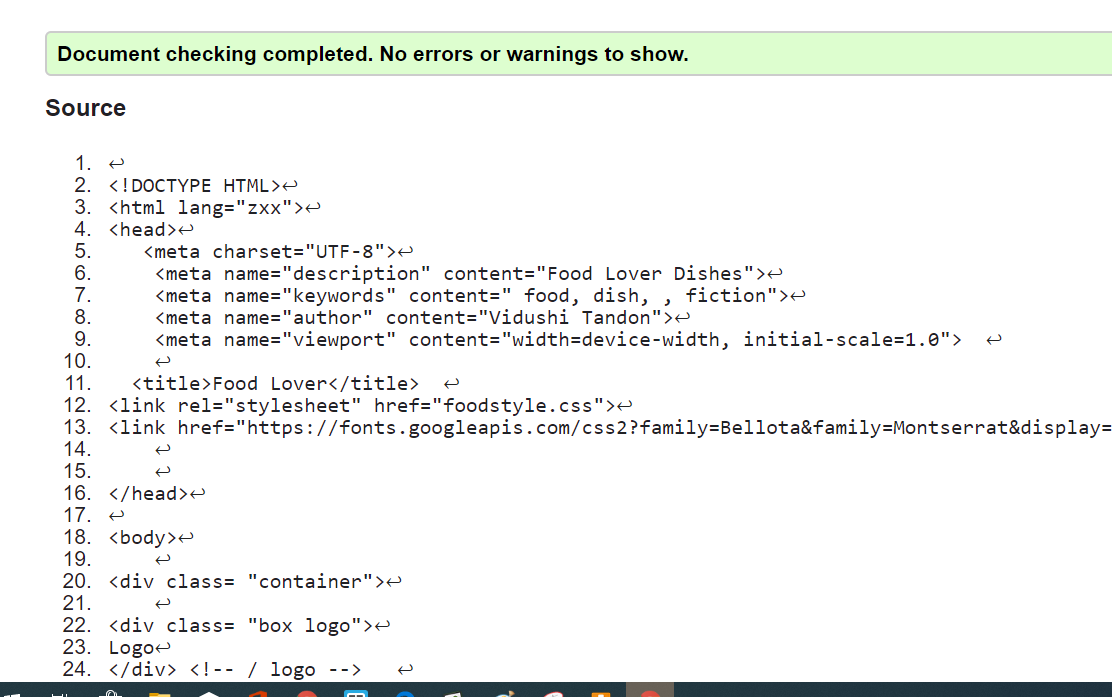 Document checking completed. No errors or warnings to show.
Source
1. ↩
2. <!DOCTYPE HTML>↩
3. <html lang="zxx">↩
4. <head>↩
5. <meta charset="UTF-8">↩
6. <meta name="description" content="Food Lover Dishes">↩
7. <meta name="keywords" content=" food, dish, , fiction">↩
8. <meta name="author" content="Vidushi Tandon">↩
9. <meta name="viewport" content="width=device-width, initial-scale=1.0"> ↩
10. ↩
11. <title>Food Lover</title> ↩
12. <link rel="stylesheet" href="foodstyle.css">↩
13. <link href="https://fonts.googleapis.com/css2?family=Bellota&family=Montserrat&display=
14. ↩
15. ↩
16. </head>↩
17. ↩
18. <body>↩
19. ↩
20. <div class= "container">↩
21. ↩
22. <div class= "box logo">↩
23. Logo↩
24. </div> <!-- / logo --> ↩